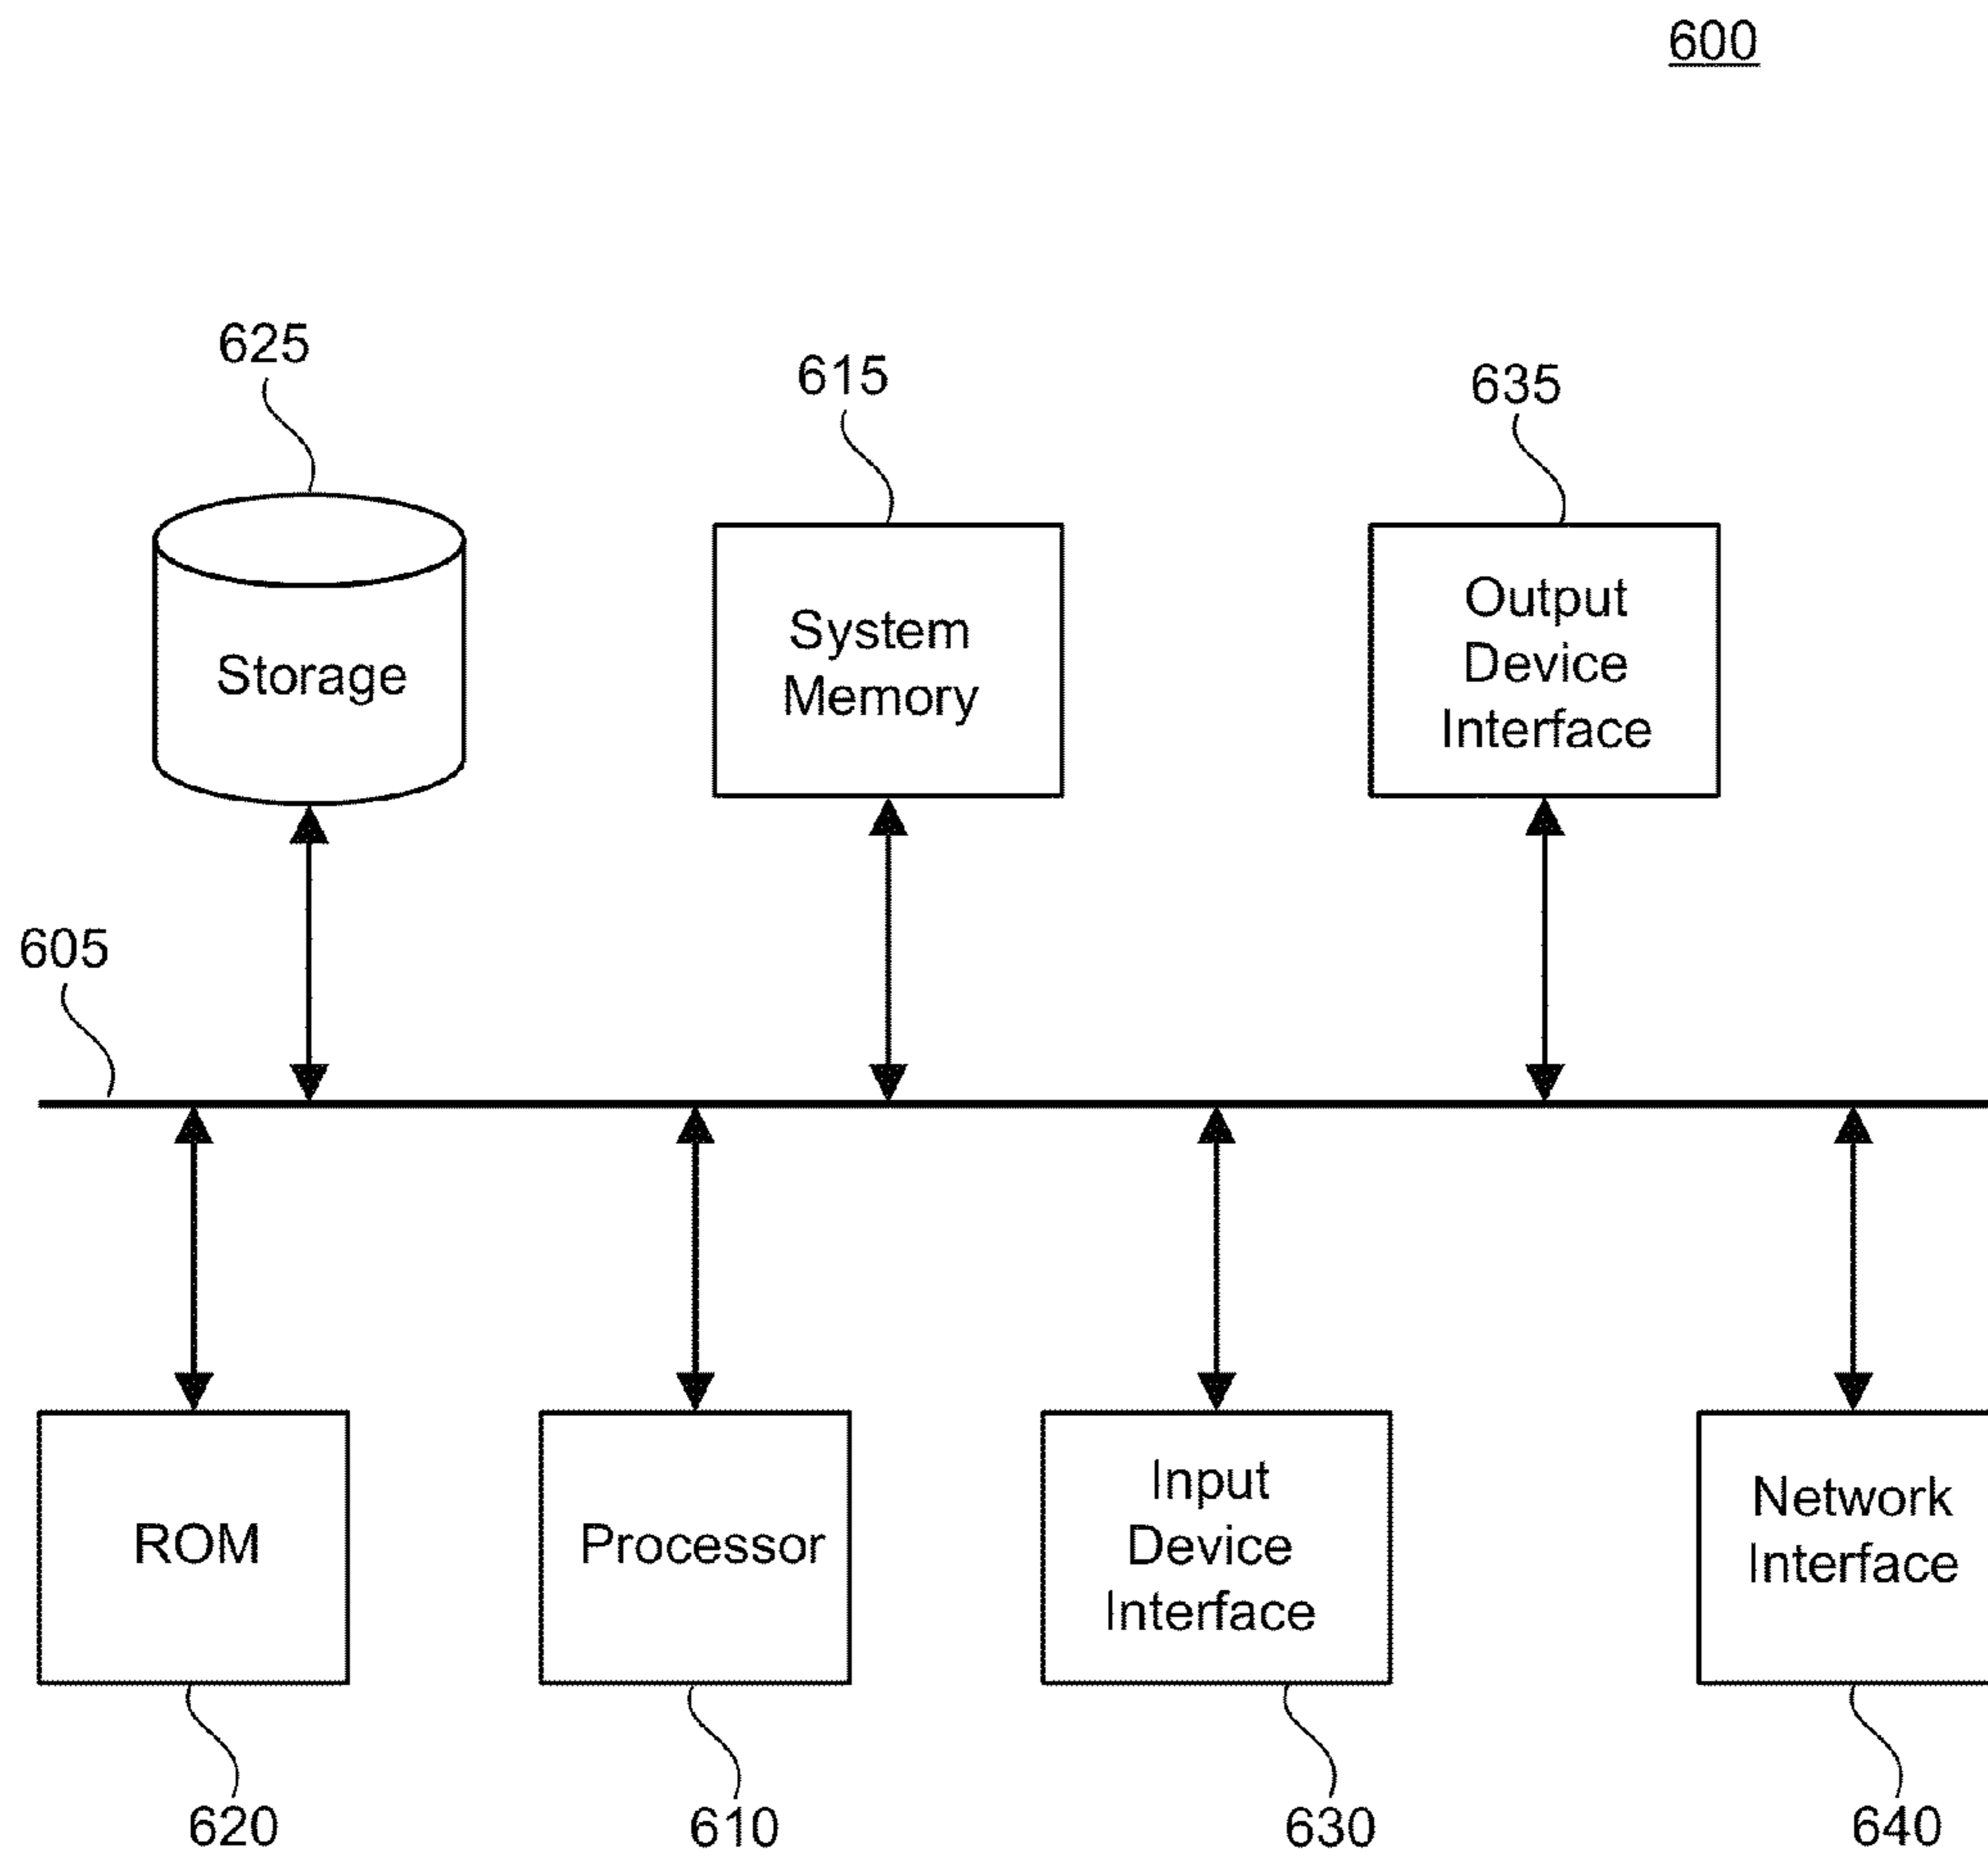 600
625
615
635
Storage
System
Memory
Output
Device
Interface
605
ROM
Processor
Input
Device
Interface
Network
Interface
620
610
630
640